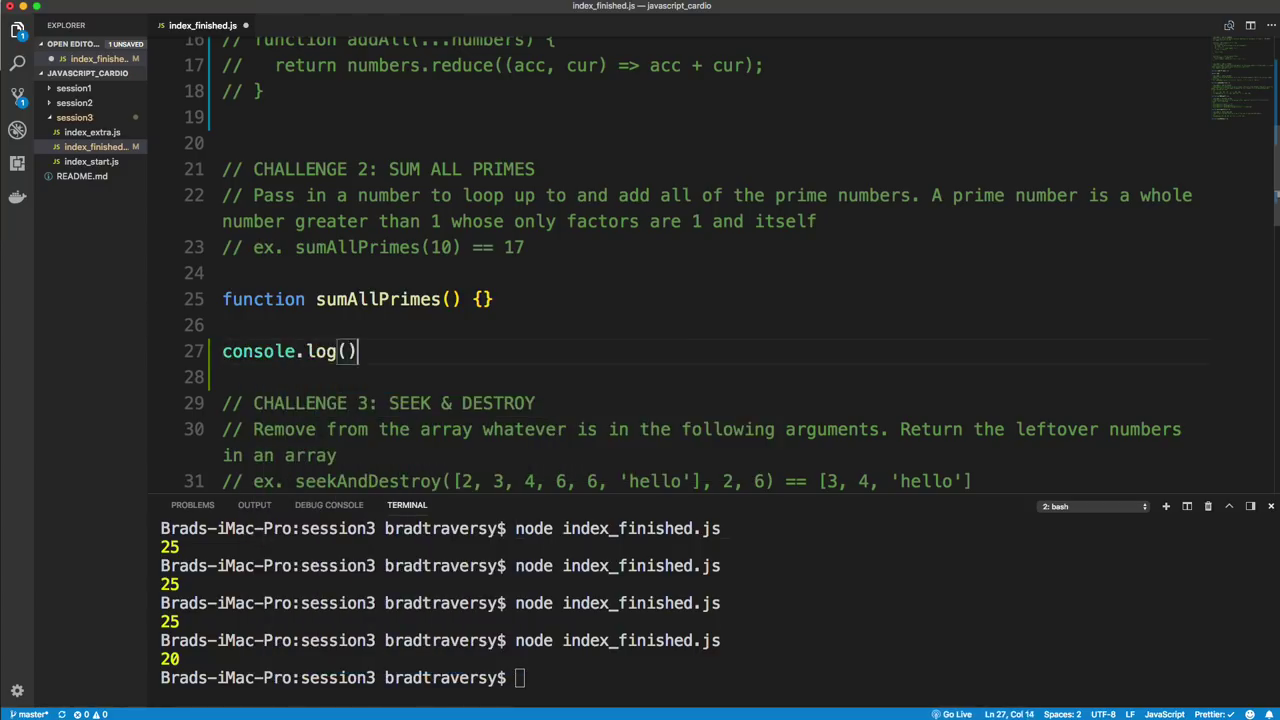 index_finished.js — javascript_cardio
EXPLORER
index_finished.js
OPEN EDITO... 1 UNSAVED
index_finishe... M
JAVASCRIPT_CARDIO
session1
session2
session3
index_extra.js
index_finished... M
index_start.js
README.md
1
1
16 // function addAll(...numbers) {
17 //   return numbers.reduce((acc, cur) => acc + cur);
18 // }
19
20
21 // CHALLENGE 2: SUM ALL PRIMES
22 // Pass in a number to loop up to and add all of the prime numbers. A prime number is a whole
number greater than 1 whose only factors are 1 and itself
23 // ex. sumAllPrimes(10) == 17
24
25 function sumAllPrimes() {}
26
27 console.log()
28
29 // CHALLENGE 3: SEEK & DESTROY
30 // Remove from the array whatever is in the following arguments. Return the leftover numbers
in an array
31 // ex. seekAndDestroy([2, 3, 4, 6, 6, 'hello'], 2, 6) == [3, 4, 'hello']
PROBLEMS OUTPUT DEBUG CONSOLE TERMINAL 2: bash
Brads-iMac-Pro:session3 bradtraversy$ node index_finished.js
25
Brads-iMac-Pro:session3 bradtraversy$ node index_finished.js
25
Brads-iMac-Pro:session3 bradtraversy$ node index_finished.js
25
Brads-iMac-Pro:session3 bradtraversy$ node index_finished.js
20
Brads-iMac-Pro:session3 bradtraversy$
master* 0 0 Go Live Ln 27, Col 14 Spaces: 2 UTF-8 LF JavaScript Prettier: ✓